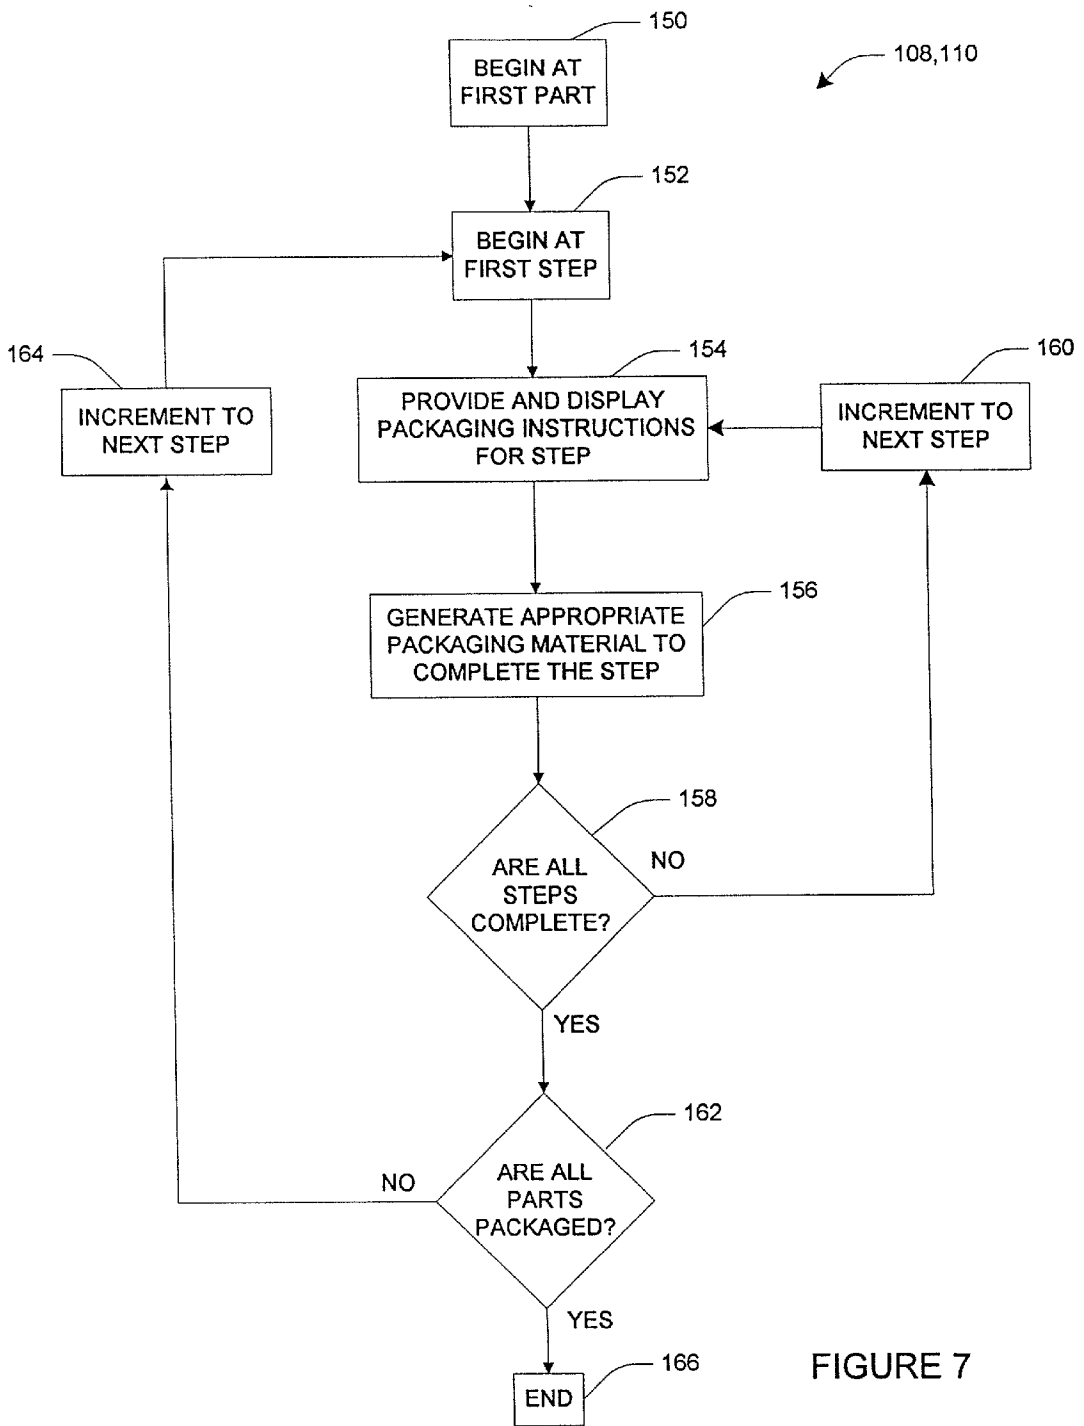 150
BEGIN AT
FIRST PART
108,110
152
BEGIN AT
FIRST STEP
164
INCREMENT TO
NEXT STEP
154
PROVIDE AND DISPLAY
PACKAGING INSTRUCTIONS
FOR STEP
160
INCREMENT TO
NEXT STEP
156
GENERATE APPROPRIATE
PACKAGING MATERIAL TO
COMPLETE THE STEP
158
ARE ALL
STEPS
COMPLETE?
NO
YES
162
ARE ALL
PARTS
PACKAGED?
NO
YES
166
END
FIGURE 7